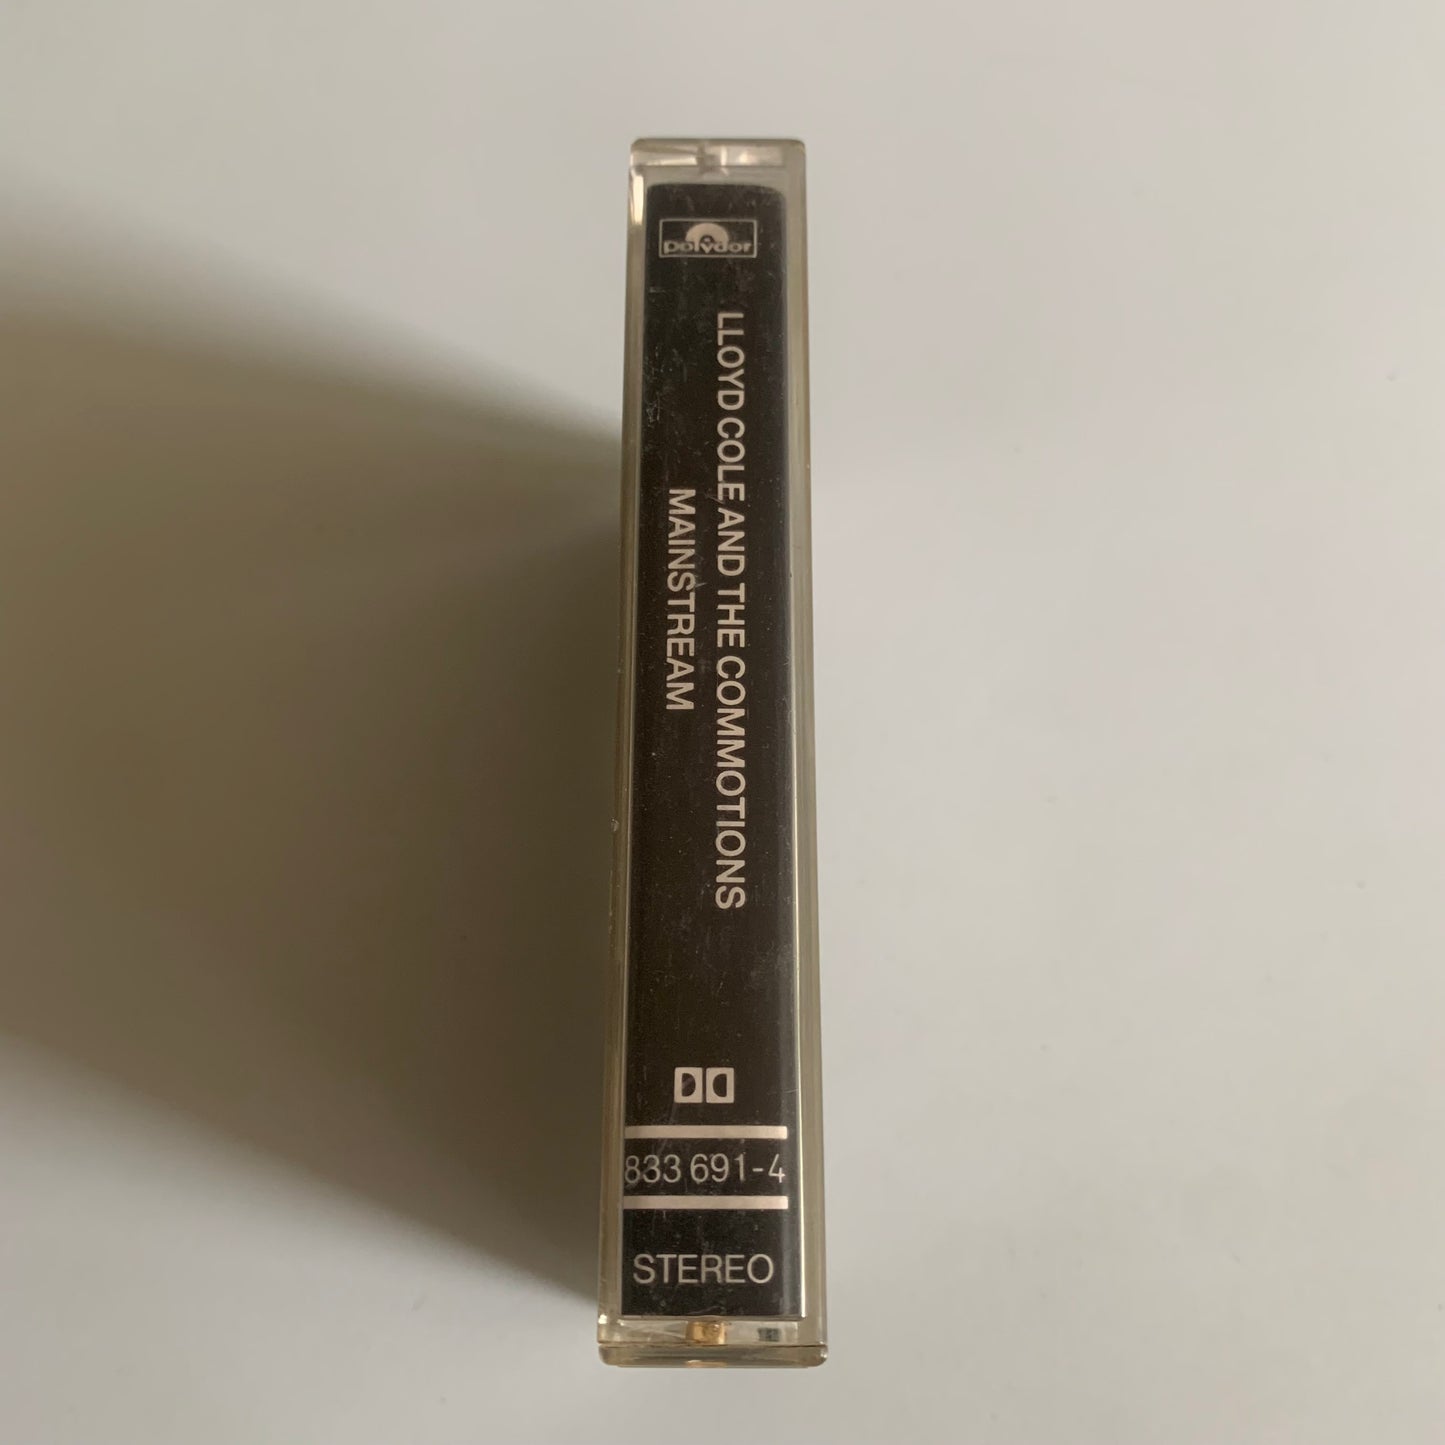 polydor
LLOYD COLE AND THE COMMOTIONS
MAINSTREAM
833 691-4
STEREO